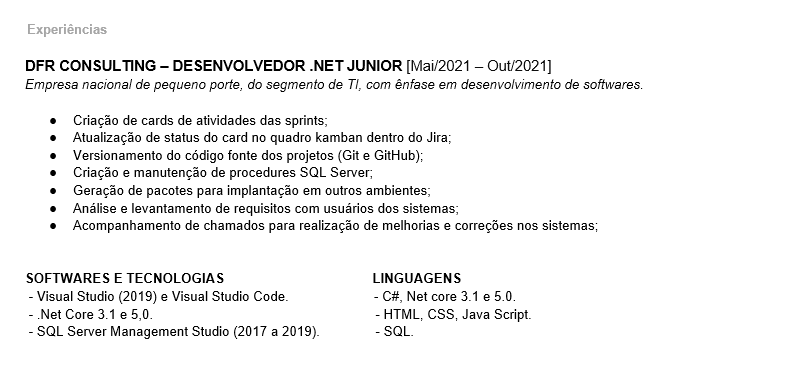 Experiências
DFR CONSULTING – DESENVOLVEDOR .NET JUNIOR [Mai/2021 – Out/2021]
Empresa nacional de pequeno porte, do segmento de TI, com ênfase em desenvolvimento de softwares.
● Criação de cards de atividades das sprints;
● Atualização de status do card no quadro kamban dentro do Jira;
● Versionamento do código fonte dos projetos (Git e GitHub);
● Criação e manutenção de procedures SQL Server;
● Geração de pacotes para implantação em outros ambientes;
● Análise e levantamento de requisitos com usuários dos sistemas;
● Acompanhamento de chamados para realização de melhorias e correções nos sistemas;
SOFTWARES E TECNOLOGIAS
- Visual Studio (2019) e Visual Studio Code.
- .Net Core 3.1 e 5,0.
- SQL Server Management Studio (2017 a 2019).
LINGUAGENS
- C#, Net core 3.1 e 5.0.
- HTML, CSS, Java Script.
- SQL.